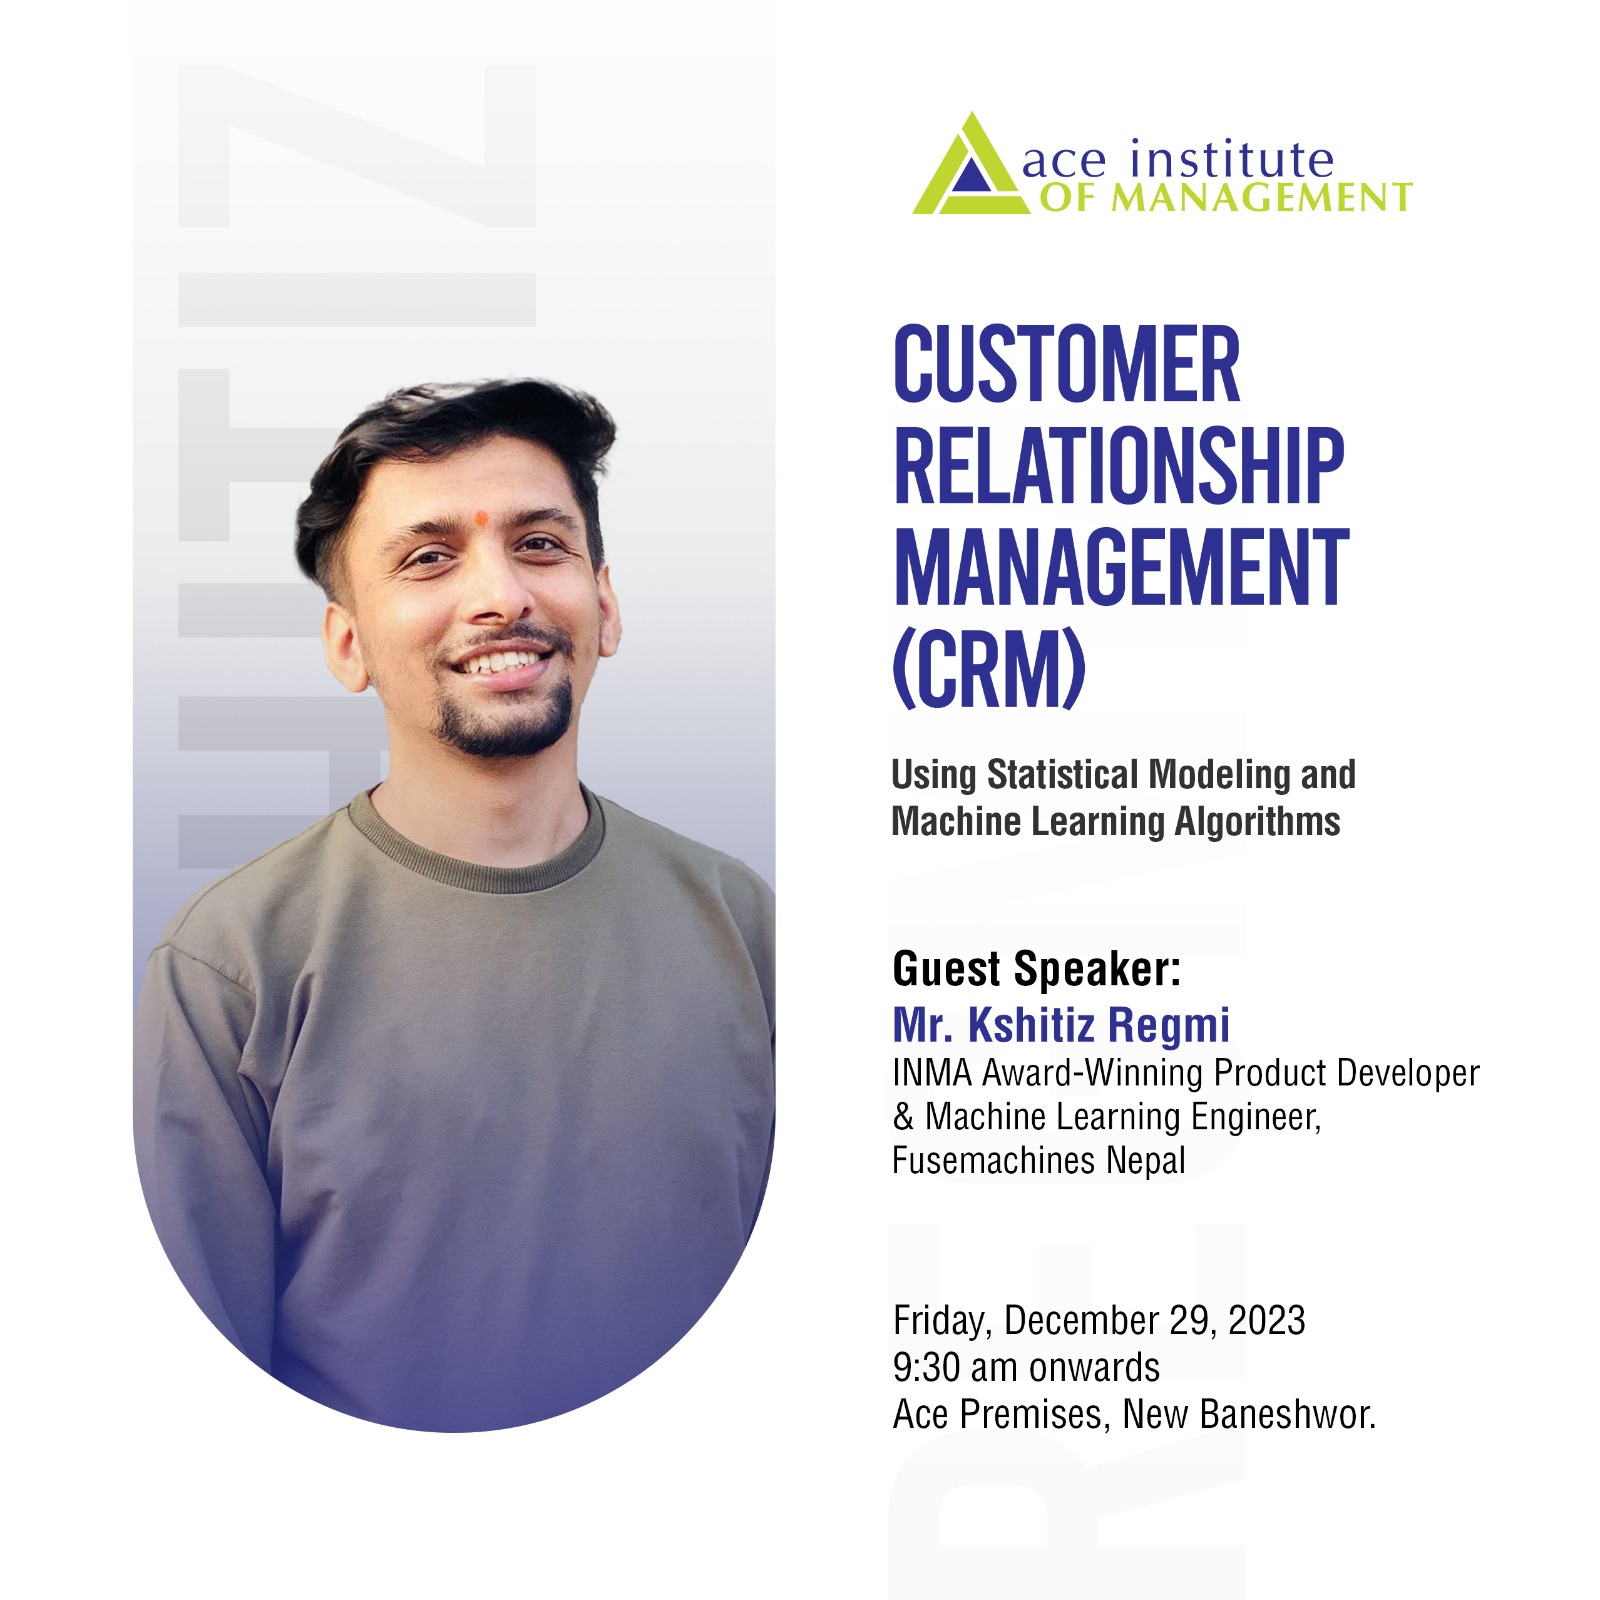 ace institute
OF MANAGEMENT
CUSTOMER
RELATIONSHIP
MANAGEMENT
(CRM)
Using Statistical Modeling and
Machine Learning Algorithms
Guest Speaker:
Mr. Kshitiz Regmi
INMA Award-Winning Product Developer
& Machine Learning Engineer,
Fusemachines Nepal
Friday, December 29, 2023
9:30 am onwards
Ace Premises, New Baneshwor.